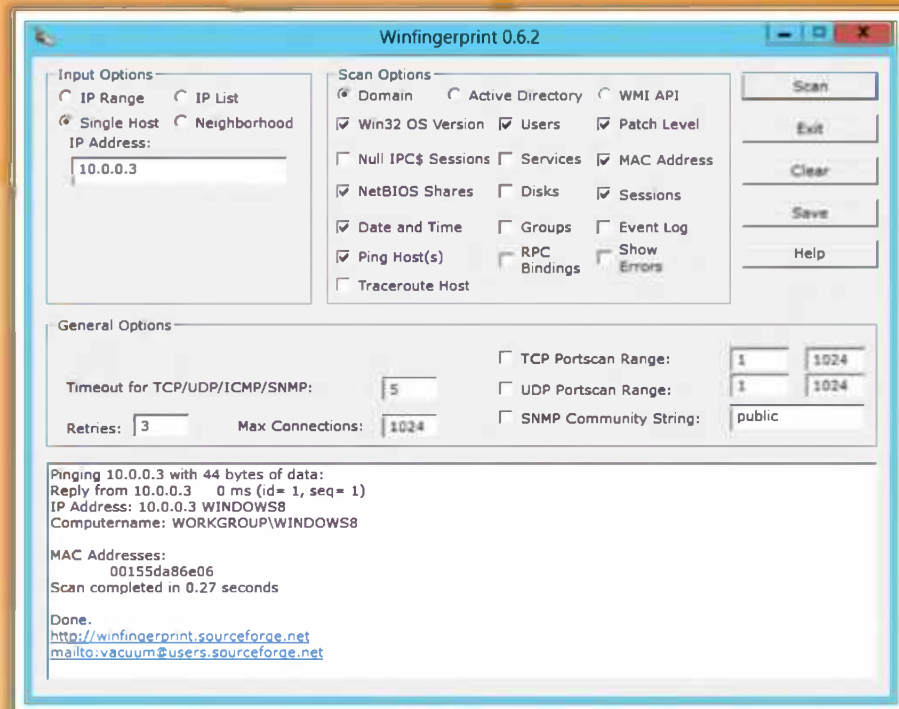 Winfingerprint 0.6.2
Input Options
IP Range
IP List
Single Host
Neighborhood
IP Address:
10.0.0.3
Scan Options
Domain
Active Directory
WMI API
Win32 OS Version
Users
Patch Level
Null IPC$ Sessions
Services
MAC Address
NetBIOS Shares
Disks
Sessions
Date and Time
Groups
Event Log
Ping Host(s)
RPC
Bindings
Show
Errors
Traceroute Host
Scan
Exit
Clear
Save
Help
General Options
Timeout for TCP/UDP/ICMP/SNMP:
5
Retries:
3
Max Connections:
1024
TCP Portscan Range:
1
1024
UDP Portscan Range:
1
1024
SNMP Community String:
public
Pinging 10.0.0.3 with 44 bytes of data:
Reply from 10.0.0.3 0 ms (id= 1, seq= 1)
IP Address: 10.0.0.3 WINDOWS8
Computername: WORKGROUP\WINDOWS8
MAC Addresses:
00155da86e06
Scan completed in 0.27 seconds
Done.
http://winfingerprint.sourceforge.net
mailto:vacuum@users.sourceforge.net